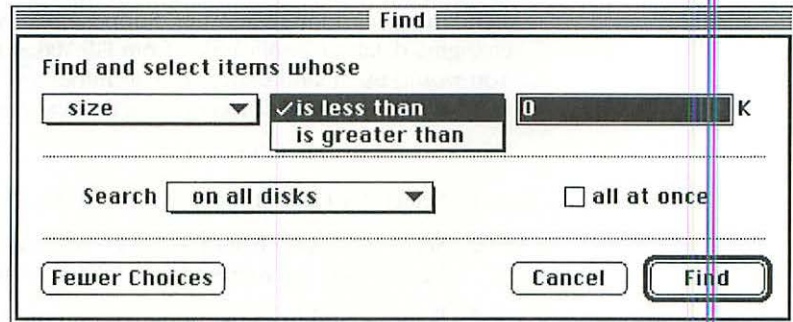 Find
Find and select items whose
size ✓is less than 0 K
is greater than
Search on all disks all at once
Fewer Choices Cancel Find